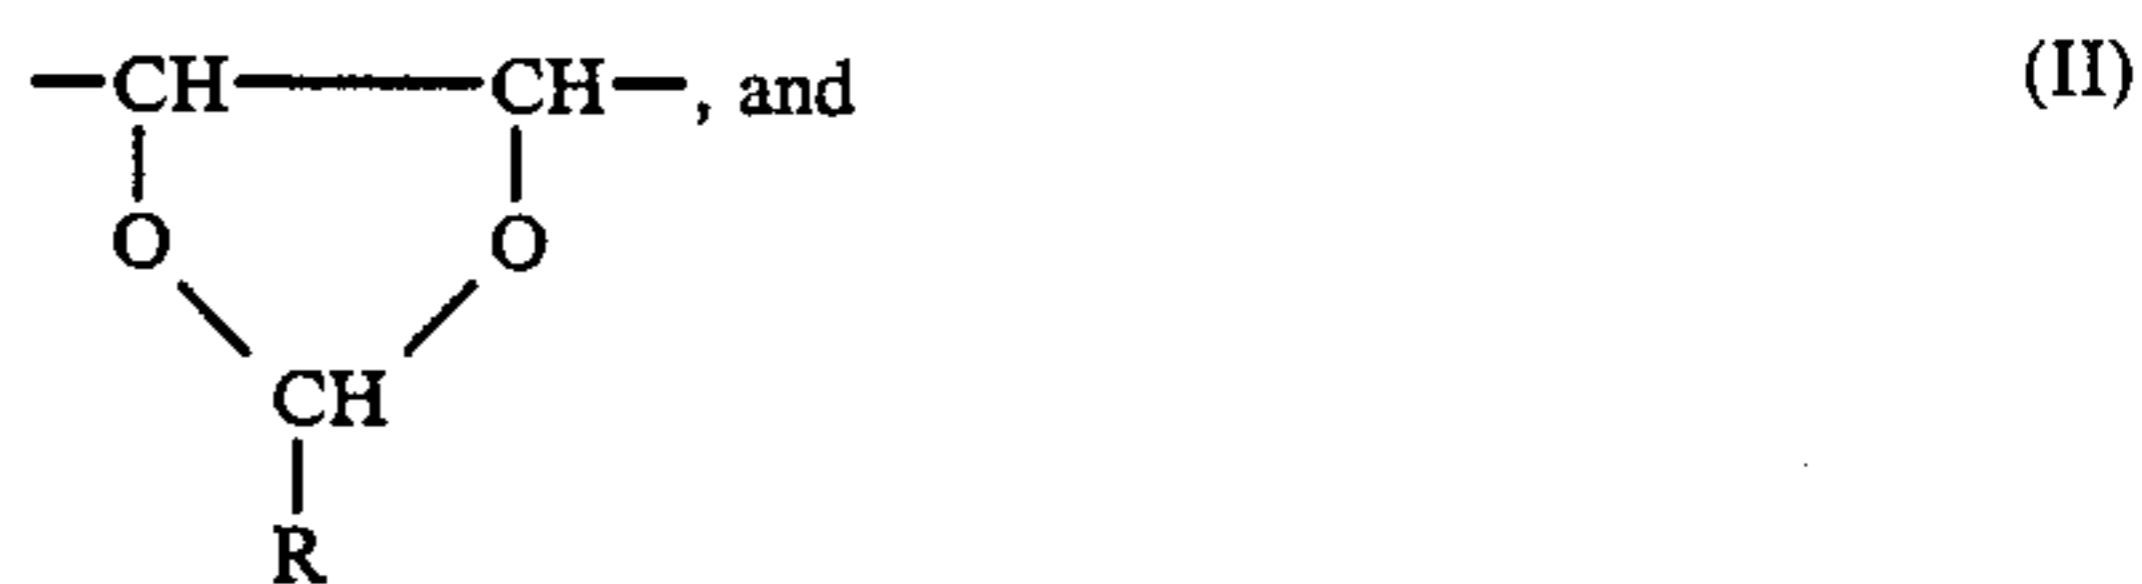 —CH—CH—, and (II)
O O
CH
R